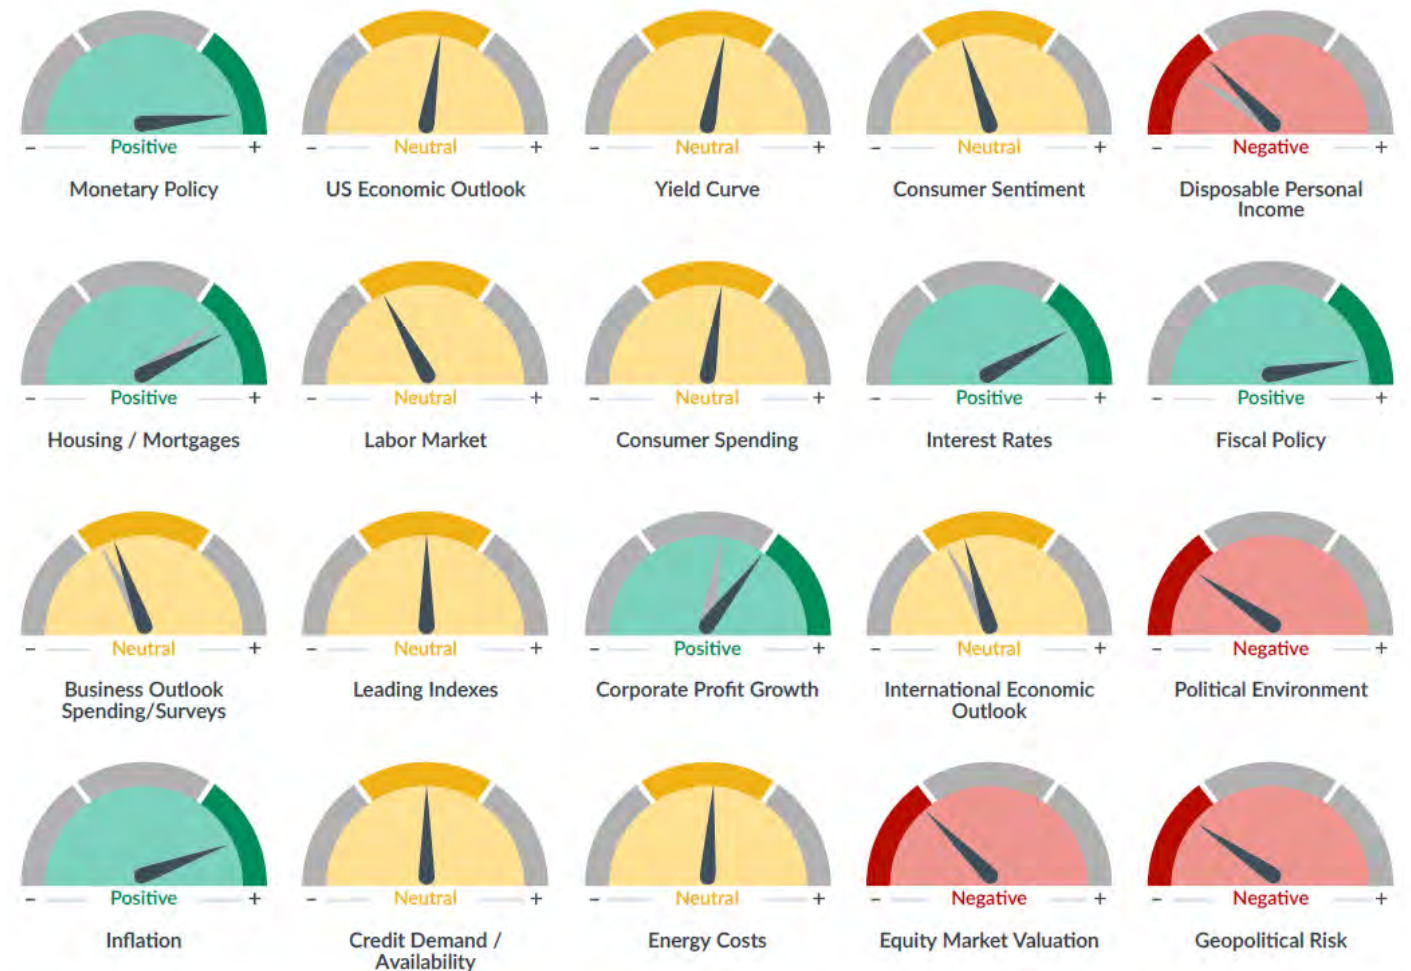 - Positive +
- Neutral +
- Neutral +
- Neutral +
- Negative +
Monetary Policy
US Economic Outlook
Yield Curve
Consumer Sentiment
Disposable Personal
Income
- Positive +
- Neutral +
- Neutral +
- Positive +
- Positive +
Housing / Mortgages
Labor Market
Consumer Spending
Interest Rates
Fiscal Policy
- Neutral +
- Neutral +
- Positive +
- Neutral +
- Negative +
Business Outlook
Spending/Surveys
Leading Indexes
Corporate Profit Growth
International Economic
Outlook
Political Environment
- Positive +
- Neutral +
- Neutral +
- Negative +
- Negative +
Inflation
Credit Demand /
Availability
Energy Costs
Equity Market Valuation
Geopolitical Risk